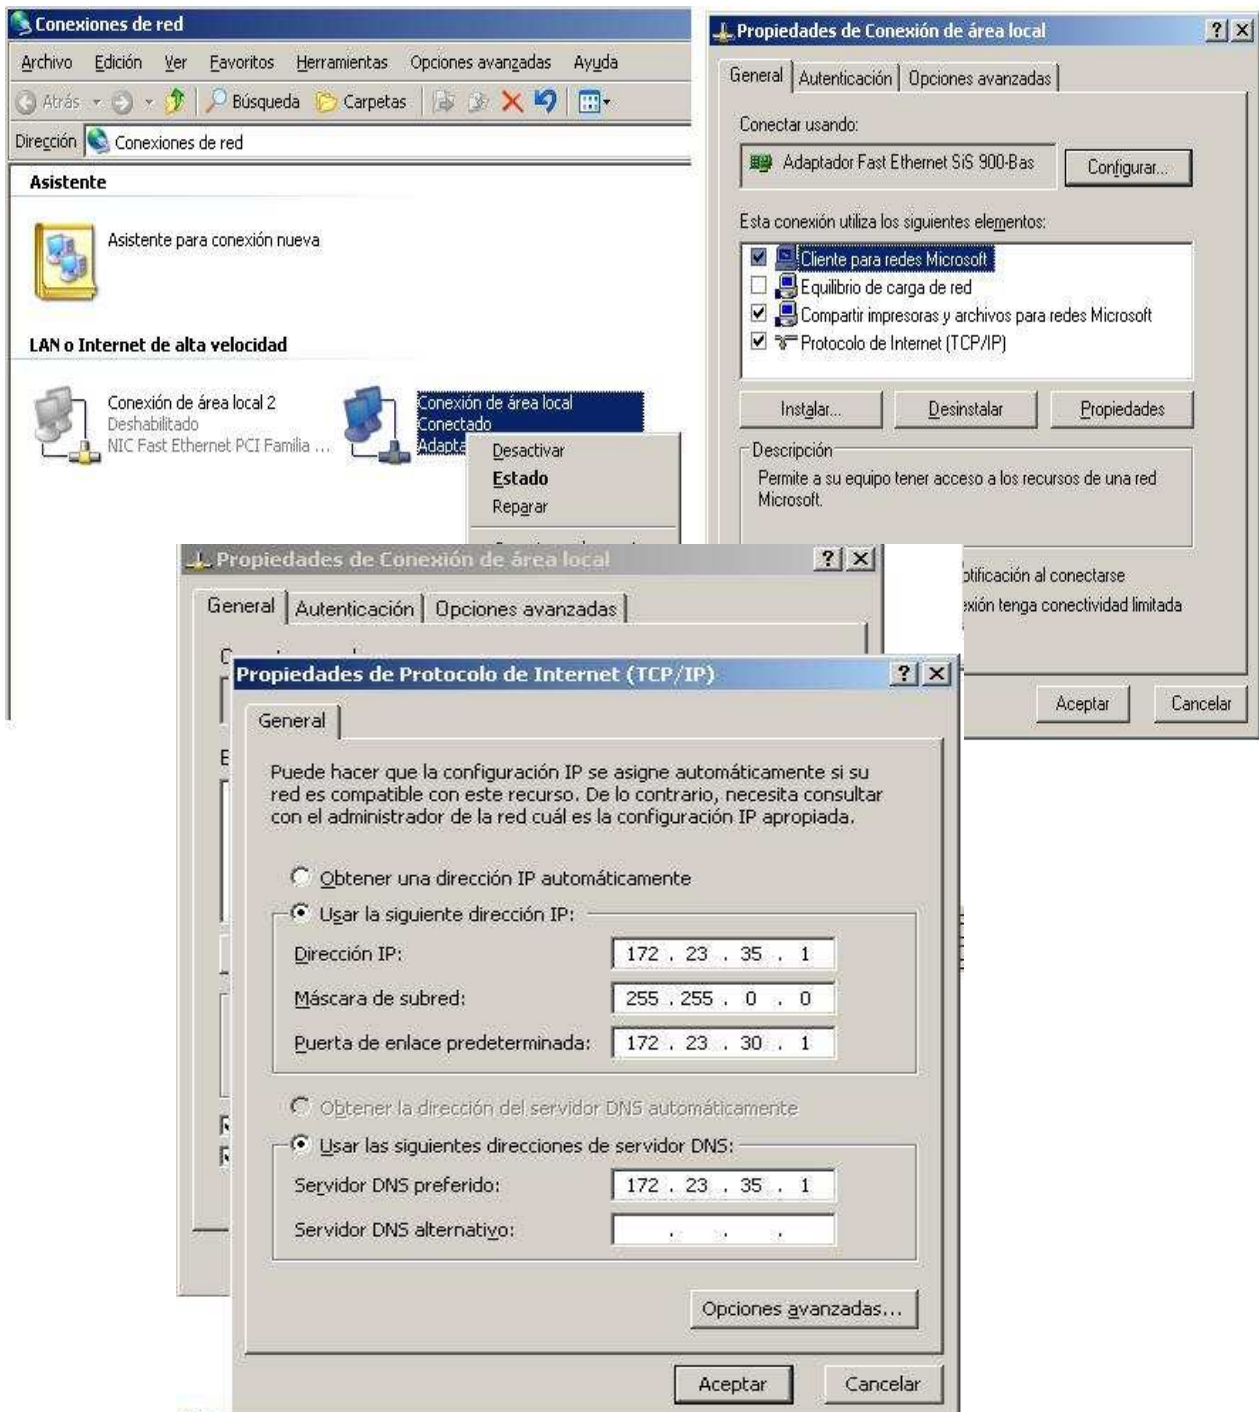 Conexiones de red
Archivo Edición Ver Favoritos Herramientas Opciones avanzadas Ayuda
Atrás Búsqueda Carpetas
Dirección Conexiones de red
Asistente
Asistente para conexión nueva
LAN o Internet de alta velocidad
Conexión de área local 2
Deshabilitado
NIC Fast Ethernet PCI Familia ...
Conexión de área local
Conectado
Adapta
Desactivar
Estado
Reparar
Propiedades de Conexión de área local
General Autenticación Opciones avanzadas
Conectar usando:
Adaptador Fast Ethernet SiS 900-Bas
Configurar...
Esta conexión utiliza los siguientes elementos:
Cliente para redes Microsoft
Equilibrio de carga de red
Compartir impresoras y archivos para redes Microsoft
Protocolo de Internet (TCP/IP)
Instalar... Desinstalar Propiedades
Descripción
Permite a su equipo tener acceso a los recursos de una red
Microsoft.
otificación al conectarse
exión tenga conectividad limitada
Aceptar Cancelar
Propiedades de Conexión de área local
General Autenticación Opciones avanzadas
Propiedades de Protocolo de Internet (TCP/IP)
General
Puede hacer que la configuración IP se asigne automáticamente si su
red es compatible con este recurso. De lo contrario, necesita consultar
con el administrador de la red cuál es la configuración IP apropiada.
Obtener una dirección IP automáticamente
Usar la siguiente dirección IP:
Dirección IP: 172 . 23 . 35 . 1
Máscara de subred: 255 . 255 . 0 . 0
Puerta de enlace predeterminada: 172 . 23 . 30 . 1
Obtener la dirección del servidor DNS automáticamente
Usar las siguientes direcciones de servidor DNS:
Servidor DNS preferido: 172 . 23 . 35 . 1
Servidor DNS alternativo: . . .
Opciones avanzadas...
Aceptar Cancelar